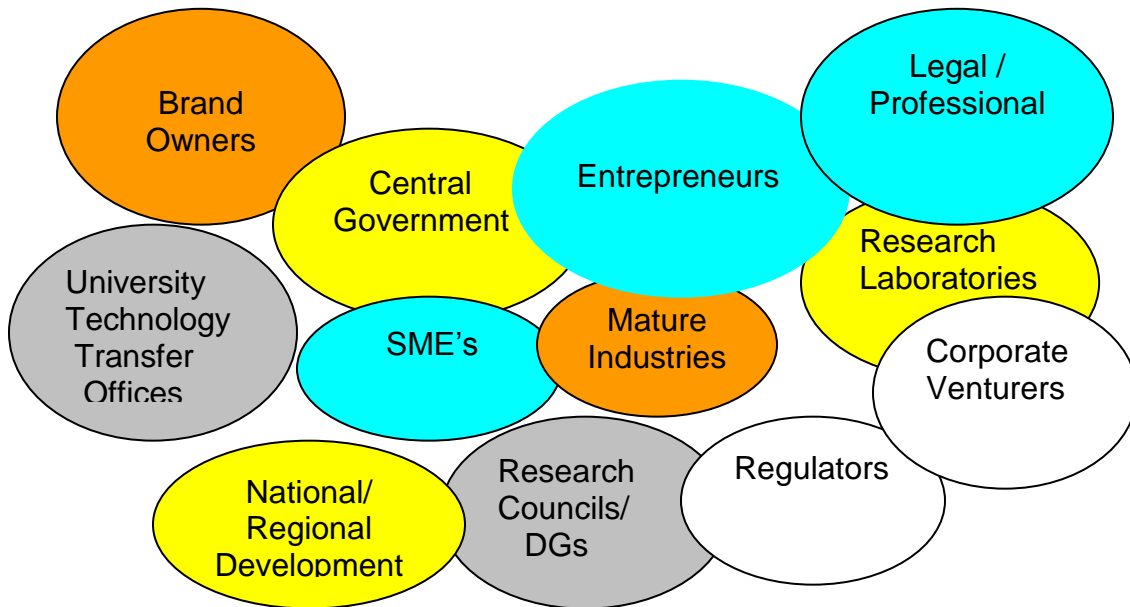 Brand
Owners
Legal /
Professional
Central
Government
Entrepreneurs
Research
Laboratories
University
Technology
Transfer
Offices
SME’s
Mature
Industries
Corporate
Venturers
National/
Regional
Development
Research
Councils/
DGs
Regulators